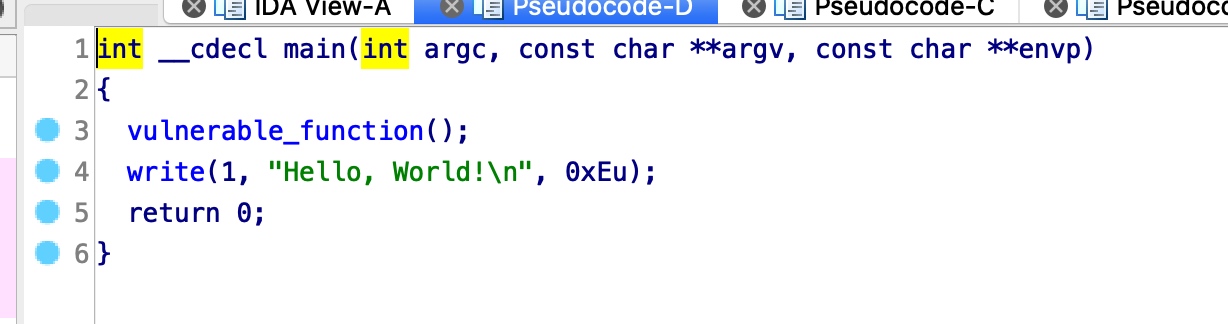 IDA View-A Pseudocode-D Pseudocode-C Pseudoco
1 int __cdecl main(int argc, const char **argv, const char **envp)
2 {
3 vulnerable_function();
4 write(1, "Hello, World!\n", 0xEu);
5 return 0;
6 }